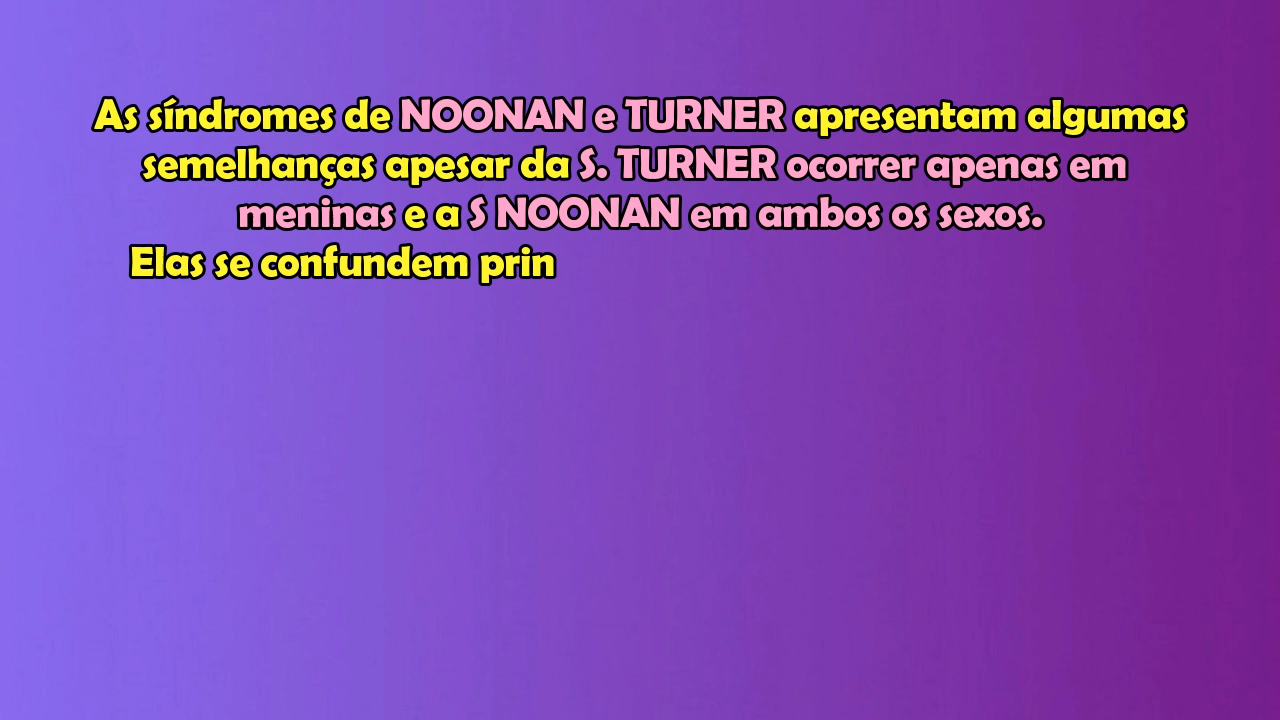 As síndromes de NOONAN e TURNER apresentam algumas
semelhanças apesar da S. TURNER ocorrer apenas em
meninas e a S NOONAN em ambos os sexos.
Elas se confundem prin